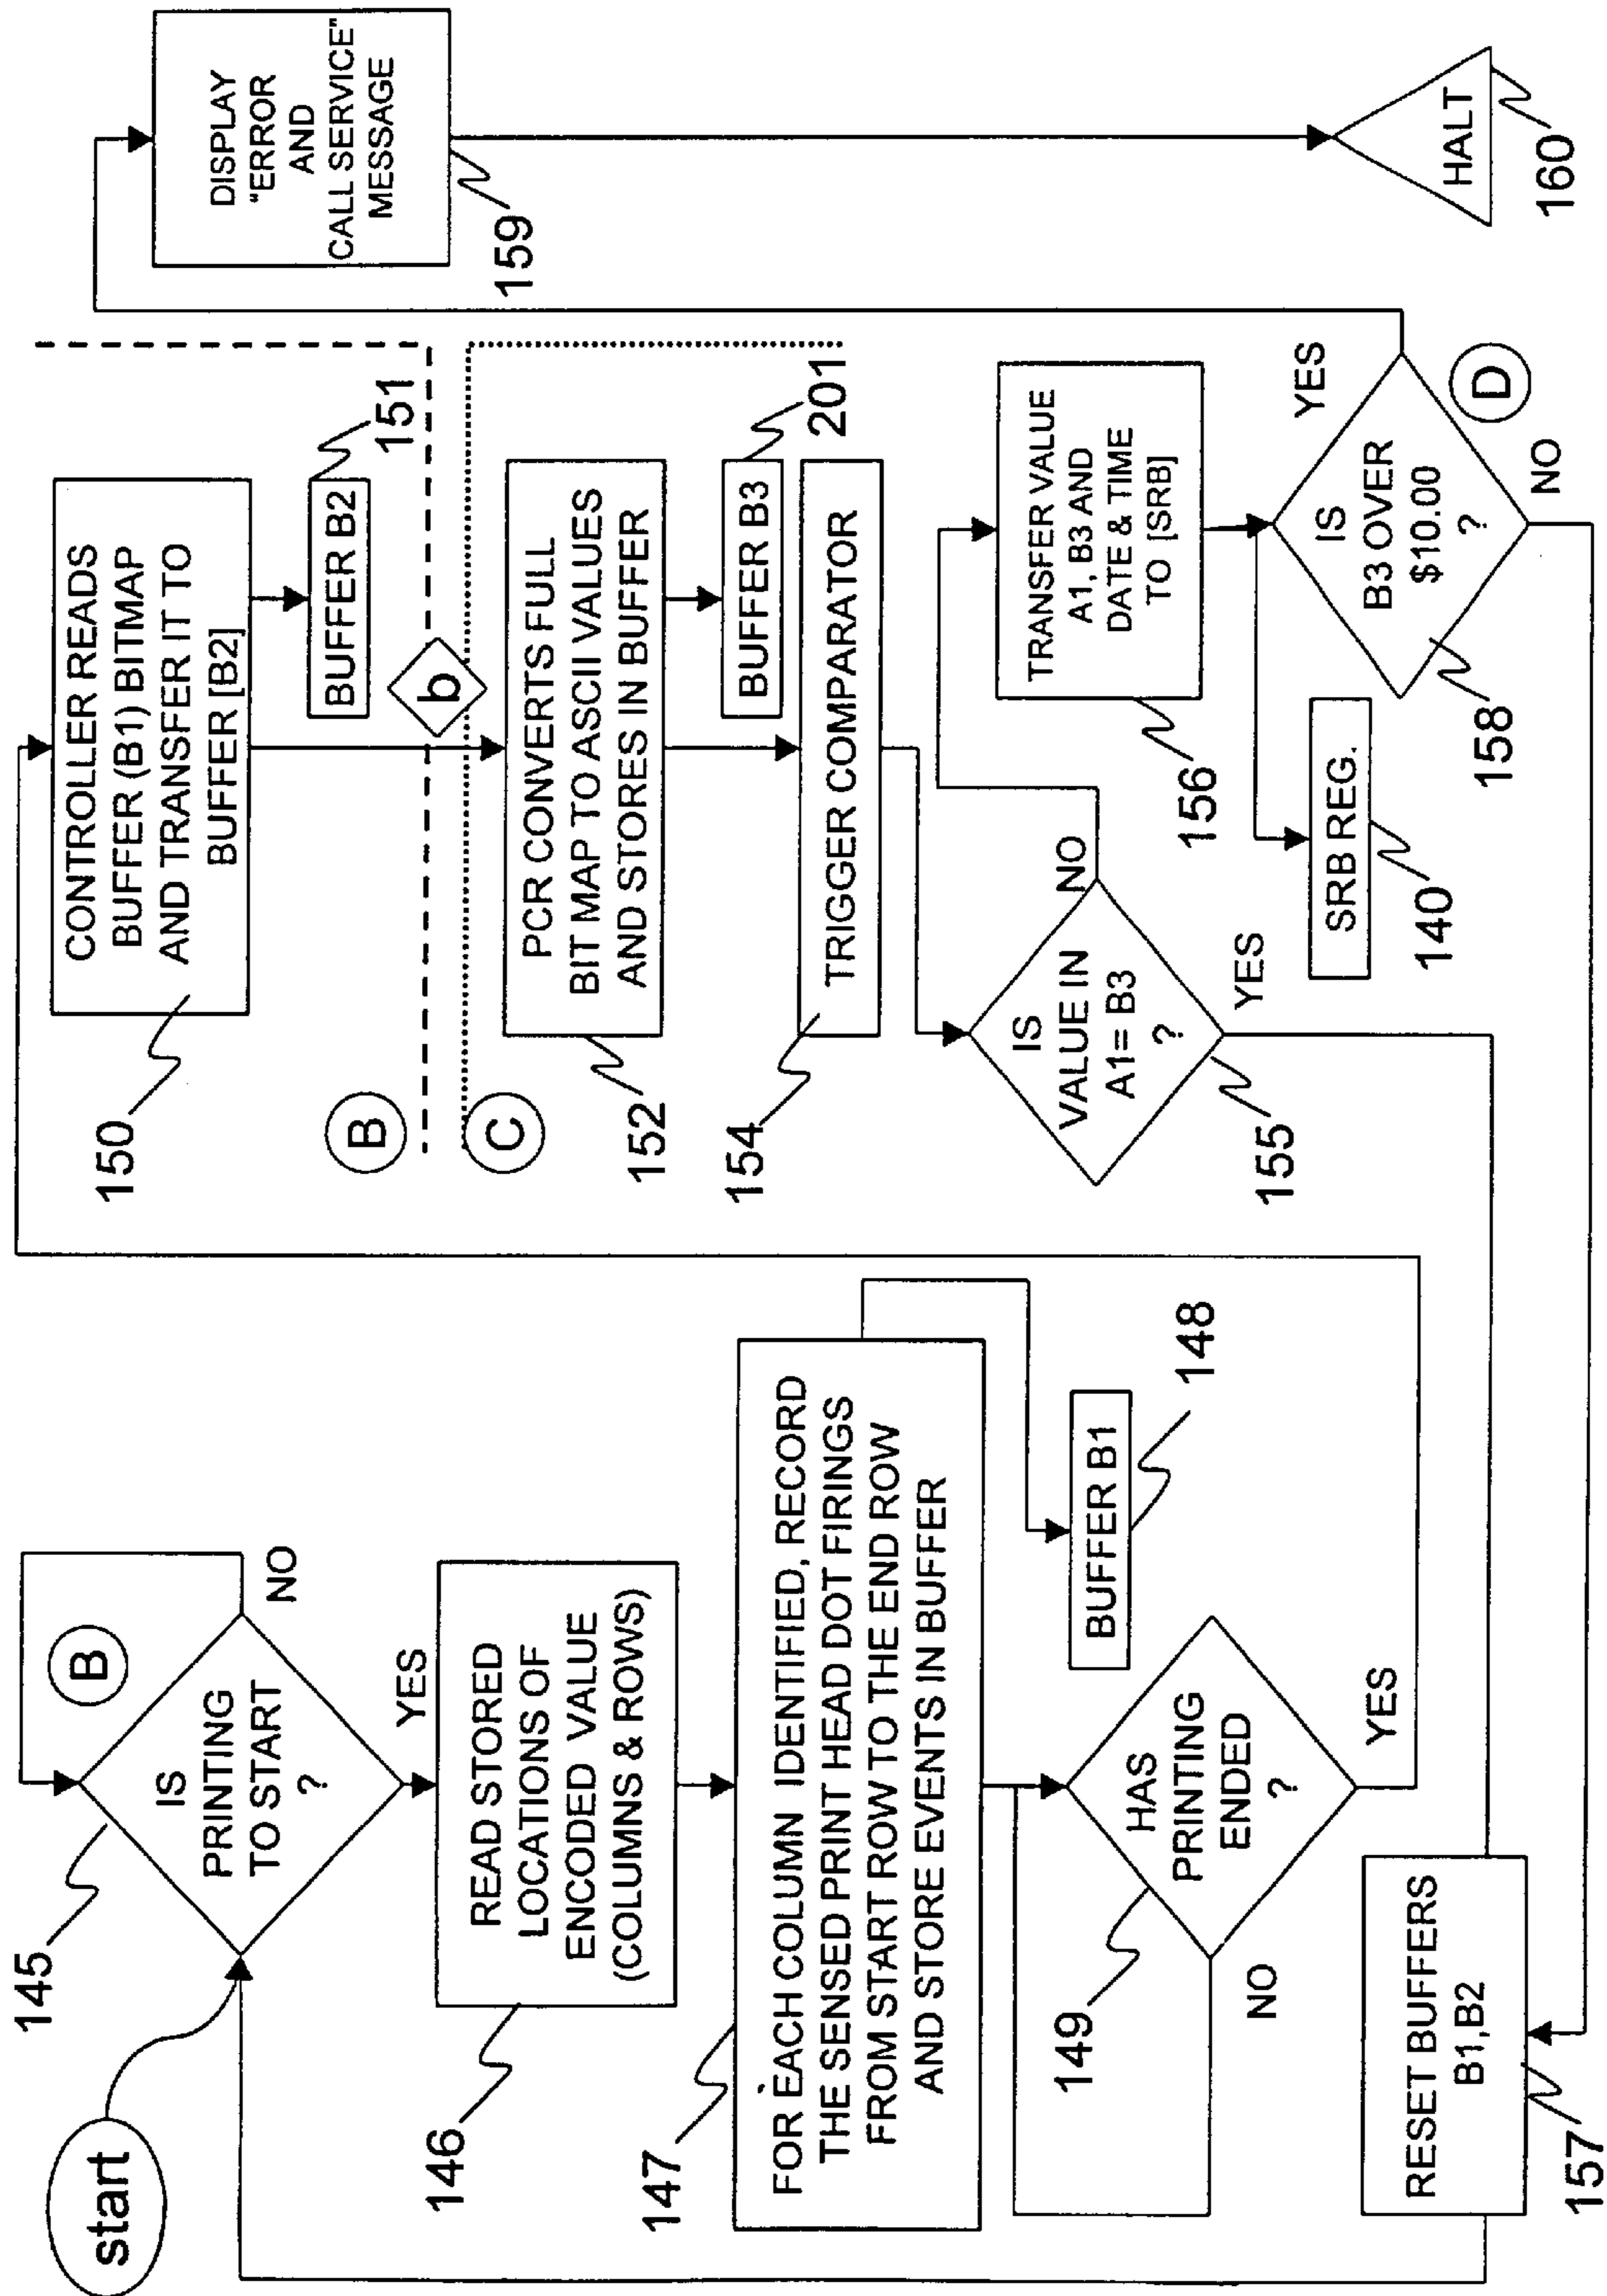 start
145
B
IS
PRINTING
TO START
?
NO
YES
146
READ STORED
LOCATIONS OF
ENCODED VALUE
(COLUMNS & ROWS)
147
FOR EACH COLUMN IDENTIFIED, RECORD
THE SENSED PRINT HEAD DOT FIRINGS
FROM START ROW TO THE END ROW
AND STORE EVENTS IN BUFFER
BUFFER B1
148
149
HAS
PRINTING
ENDED
?
NO
YES
RESET BUFFERS
B1,B2
157
150
CONTROLLER READS
BUFFER (B1) BITMAP
AND TRANSFER IT TO
BUFFER [B2]
BUFFER B2
151
B
b
C
152
PCR CONVERTS FULL
BIT MAP TO ASCII VALUES
AND STORES IN BUFFER
BUFFER B3
201
154
TRIGGER COMPARATOR
IS
VALUE IN
A1= B3
?
NO
YES
155
TRANSFER VALUE
A1, B3 AND
DATE & TIME
TO [SRB]
156
SRB REG.
140
IS
B3 OVER
$10.00
?
YES
D
NO
158
DISPLAY
"ERROR
AND
CALL SERVICE"
MESSAGE
159
HALT
160